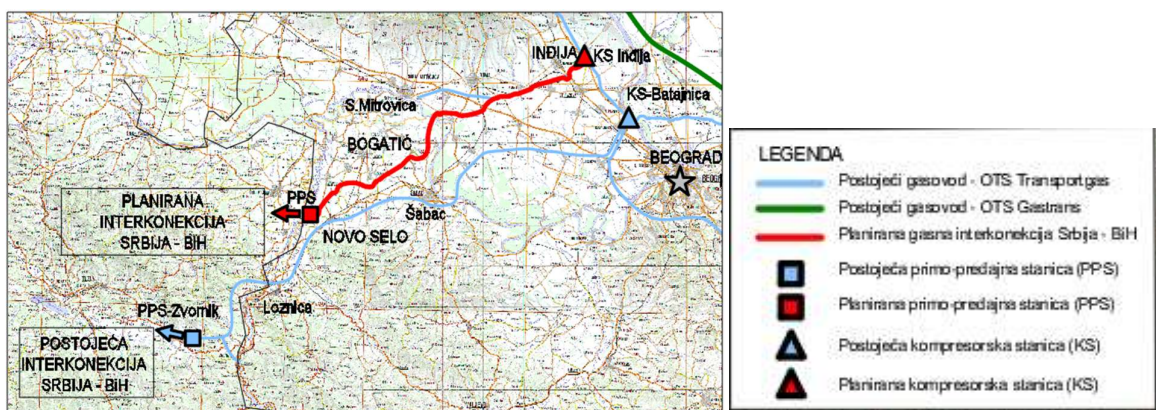 INĐIJA
KS Inđija
S.Mitrovica
KS-Batajnica
BOGATIĆ
BEOGRAD
PPS
PLANIRANA
INTERKONEKCIJA
SRBIJA - BiH
Šabac
NOVO SELO
Loznica
PPS-Zvornik
POSTOJEĆA
INTERKONEKCIJA
SRBIJA - BiH
LEGENDA
Postojeći gasovod - OTS Transportgas
Postojeći gasovod - OTS Gastrans
Planirana gasna interkonekcija Srbija - BiH
Postojeća primo-predajna stanica (PPS)
Planirana primo-predajna stanica (PPS)
Postojeća kompresorska stanica (KS)
Planirana kompresorska stanica (KS)